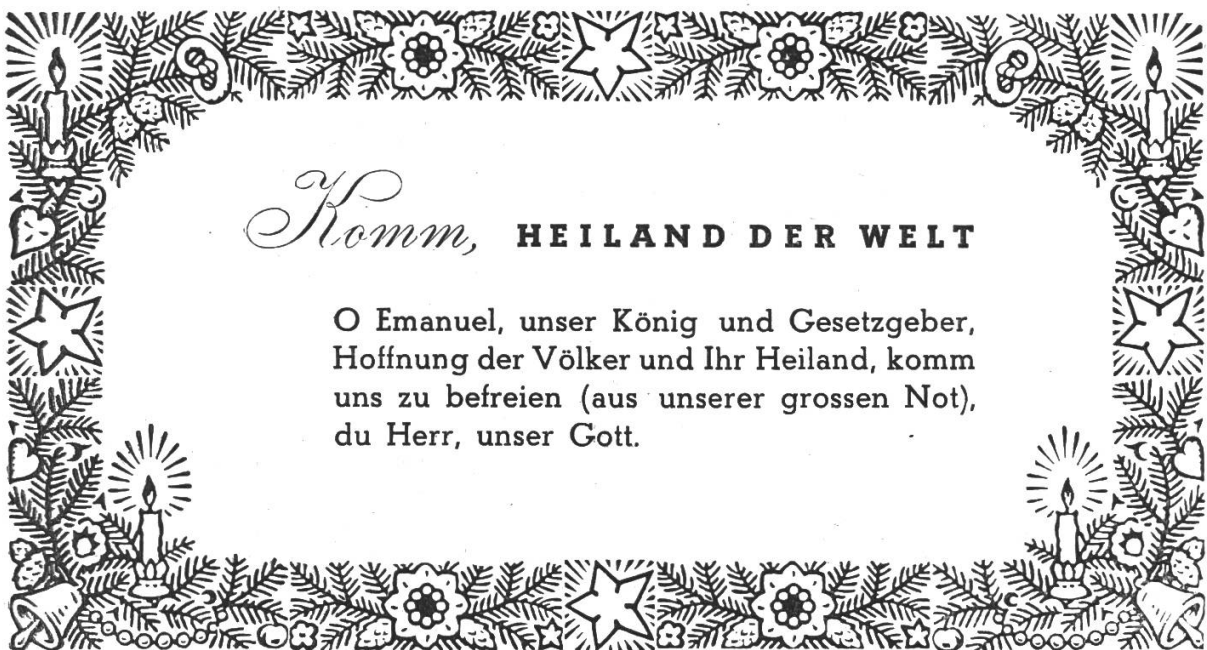 Komm, HEILAND DER WELT
O Emanuel, unser König und Gesetzgeber,
Hoffnung der Völker und Ihr Heiland, komm
uns zu befreien (aus unserer grossen Not),
du Herr, unser Gott.